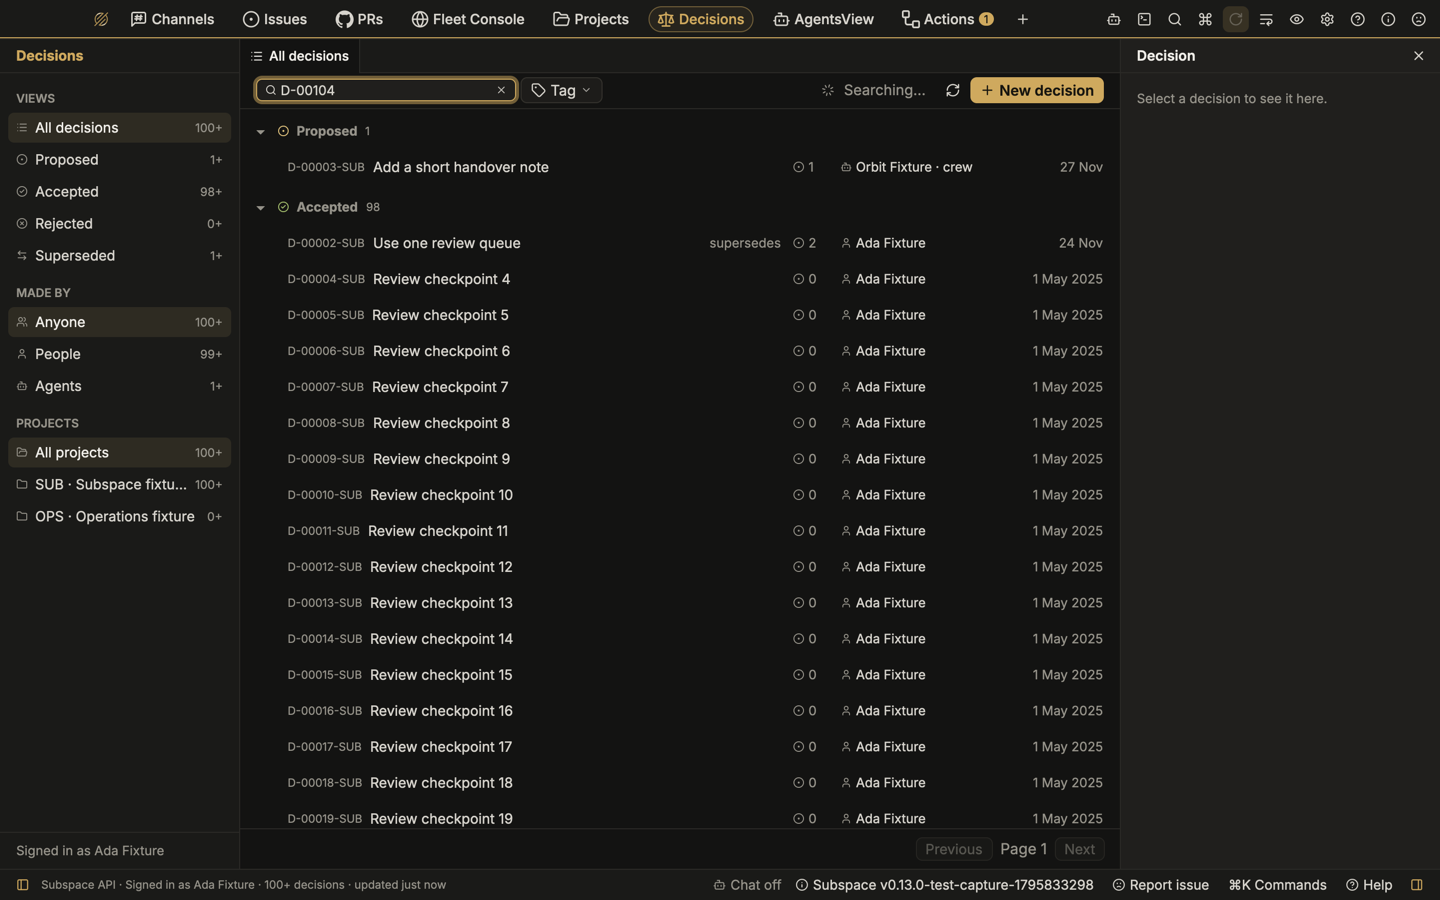 Channels Issues PRs Fleet Console Projects Decisions AgentsView Actions 1
Decisions
All decisions
Decision
D-00104
Tag
Searching...
New decision
Select a decision to see it here.
VIEWS
All decisions 100+
Proposed 1+
Accepted 98+
Rejected 0+
Superseded 1+
MADE BY
Anyone 100+
People 99+
Agents 1+
PROJECTS
All projects 100+
SUB · Subspace fixtu... 100+
OPS · Operations fixture 0+
Proposed 1
D-00003-SUB Add a short handover note 1 Orbit Fixture · crew 27 Nov
Accepted 98
D-00002-SUB Use one review queue supersedes 2 Ada Fixture 24 Nov
D-00004-SUB Review checkpoint 4 0 Ada Fixture 1 May 2025
D-00005-SUB Review checkpoint 5 0 Ada Fixture 1 May 2025
D-00006-SUB Review checkpoint 6 0 Ada Fixture 1 May 2025
D-00007-SUB Review checkpoint 7 0 Ada Fixture 1 May 2025
D-00008-SUB Review checkpoint 8 0 Ada Fixture 1 May 2025
D-00009-SUB Review checkpoint 9 0 Ada Fixture 1 May 2025
D-00010-SUB Review checkpoint 10 0 Ada Fixture 1 May 2025
D-00011-SUB Review checkpoint 11 0 Ada Fixture 1 May 2025
D-00012-SUB Review checkpoint 12 0 Ada Fixture 1 May 2025
D-00013-SUB Review checkpoint 13 0 Ada Fixture 1 May 2025
D-00014-SUB Review checkpoint 14 0 Ada Fixture 1 May 2025
D-00015-SUB Review checkpoint 15 0 Ada Fixture 1 May 2025
D-00016-SUB Review checkpoint 16 0 Ada Fixture 1 May 2025
D-00017-SUB Review checkpoint 17 0 Ada Fixture 1 May 2025
D-00018-SUB Review checkpoint 18 0 Ada Fixture 1 May 2025
D-00019-SUB Review checkpoint 19 0 Ada Fixture 1 May 2025
Previous Page 1 Next
Signed in as Ada Fixture
Subspace API · Signed in as Ada Fixture · 100+ decisions · updated just now
Chat off Subspace v0.13.0-test-capture-1795833298 Report issue ⌘K Commands Help